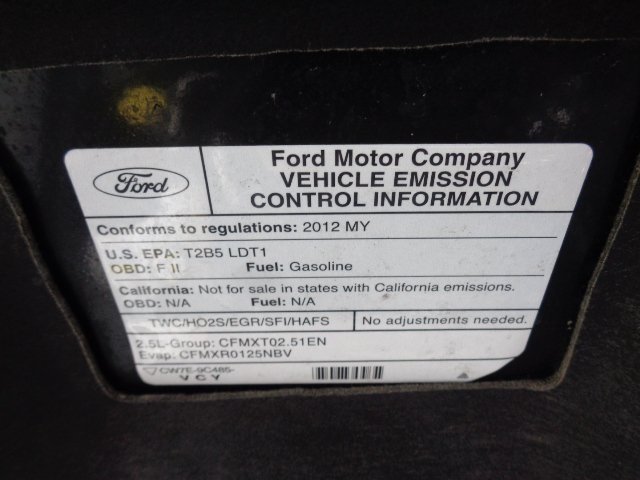 Ford
Ford Motor Company
VEHICLE EMISSION
CONTROL INFORMATION
Conforms to regulations: 2012 MY
U.S. EPA: T2B5 LDT1
OBD: F II Fuel: Gasoline
California: Not for sale in states with California emissions.
OBD: N/A Fuel: N/A
TWC/HO2S/EGR/SFI/HAFS No adjustments needed.
2.5L-Group: CFMXT02.51EN
Evap: CFMXR0125NBV
CW7E-9C485-
VCY